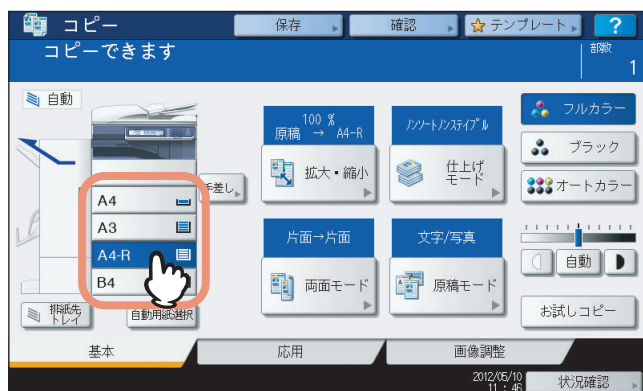 コピー
保存
確認
テンプレート
?
コピーできます
部数
1
自動
100 %
原稿 → A4-R
ノンソートノンステイプル
フルカラー
ブラック
オートカラー
拡大・縮小
仕上げ
モード
手差し
A4
A3
A4-R
B4
片面→片面
文字/写真
両面モード
原稿モード
自動
お試しコピー
排紙先
トレイ
自動用紙選択
基本
応用
画像調整
2012/05/10
11 : 46
状況確認